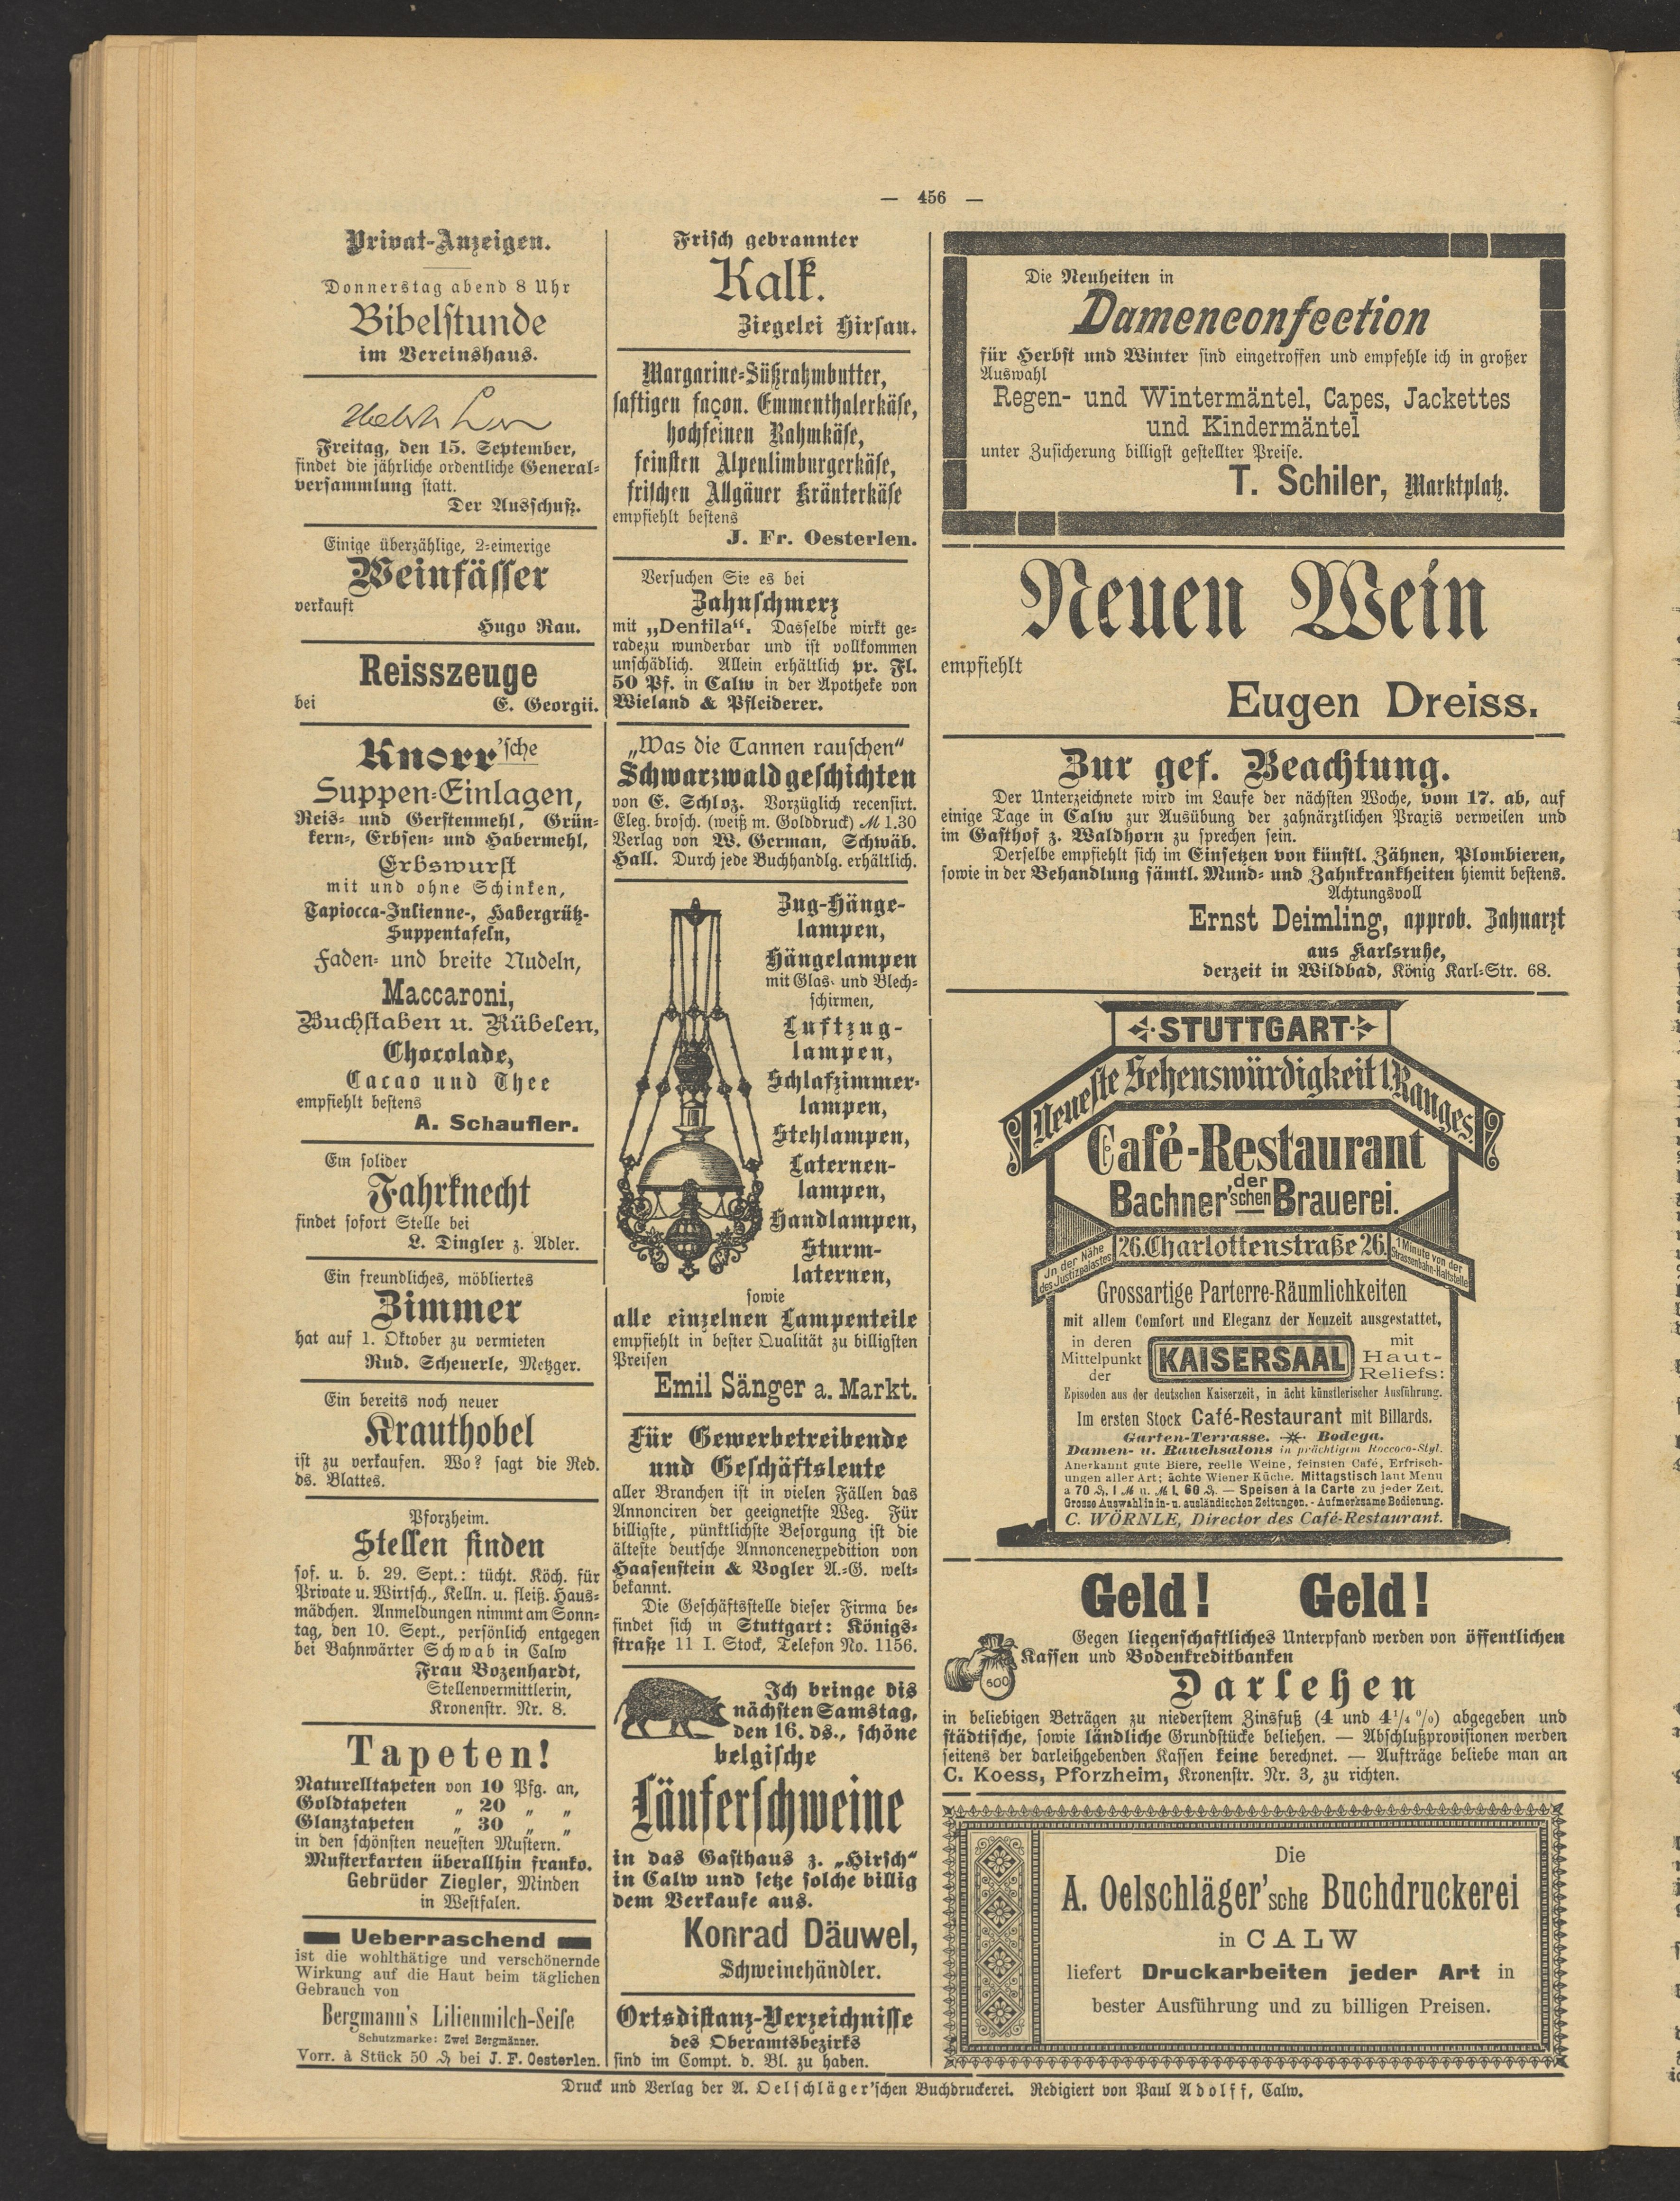 — 456 —
Privat-Anzeigen.
Donnerstag abend 8 Uhr
Bibelstunde
im Vereinshaus.
Freitag, den 15. September,
findet die jährliche ordentliche General-
versammlung statt.
Der Ausschuß.
Einige überzählige, 2-eimerige
Weinfässer
verkauft
Hugo Rau.
Reisszeuge
bei E. Georgii.
Knorr'sche
Suppen-Einlagen,
Reis- und Gerstenmehl, Grün-
kern-, Erbsen- und Habermehl,
Erbswurst
mit und ohne Schinken,
Tapiocca-Julienne-, Habergrütz-
Suppentafeln,
Faden- und breite Nudeln,
Maccaroni,
Buchstaben u. Rübelen,
Chocolade,
Cacao und Thee
empfiehlt bestens
A. Schaufler.
Ein solider
Fahrknecht
findet sofort Stelle bei
L. Dingler z. Adler.
Ein freundliches, möbliertes
Zimmer
hat auf 1. Oktober zu vermieten
Rud. Scheuerle, Metzger.
Ein bereits noch neuer
Krauthobel
ist zu verkaufen. Wo? sagt die Red.
ds. Blattes.
Pforzheim.
Stellen finden
sof. u. b. 29. Sept.: tücht. Köch. für
Private u. Wirtsch., Kelln. u. fleiß. Haus-
mädchen. Anmeldungen nimmt am Sonn-
tag, den 10. Sept., persönlich entgegen
bei Bahnwärter Schwab in Calw
Frau Bozenhardt,
Stellenvermittlerin,
Kronenstr. Nr. 8.
Tapeten!
Naturelltapeten von 10 Pfg. an,
Goldtapeten „ 20 „ „
Glanztapeten „ 30 „ „
in den schönsten neuesten Mustern.
Musterkarten überallhin franko.
Gebrüder Ziegler, Minden
in Westfalen.
Ueberraschend
ist die wohlthätige und verschönernde
Wirkung auf die Haut beim täglichen
Gebrauch von
Bergmann's Lilienmilch-Seife
Schutzmarke: Zwei Bergmänner.
Vorr. à Stück 50 ₰ bei J. F. Oesterlen.
Frisch gebrannter
Kalk.
Ziegelei Hirsau.
Margarine-Süßrahmbutter,
saftigen façon. Emmenthalerkäse,
hochfeinen Rahmkäse,
feinsten Alpenlimburgerkäse,
frischen Allgäuer Kräuterkäse
empfiehlt bestens
J. Fr. Oesterlen.
Versuchen Sie es bei
Zahnschmerz
mit „Dentila“. Dasselbe wirkt ge-
radezu wunderbar und ist vollkommen
unschädlich. Allein erhältlich pr. Fl.
50 Pf. in Calw in der Apotheke von
Wieland & Pfleiderer.
„Was die Tannen rauschen“
Schwarzwaldgeschichten
von E. Schloz. Vorzüglich recensirt.
Eleg. brosch. (weiß m. Golddruck) ℳ 1.30
Verlag von W. German, Schwäb.
Hall. Durch jede Buchhandlg. erhältlich.
Zug-Hänge-
lampen,
Hängelampen
mit Glas- und Blech-
schirmen,
Luftzug-
lampen,
Schlafzimmer-
lampen,
Stehlampen,
Laternen-
lampen,
Handlampen,
Sturm-
laternen,
sowie
alle einzelnen Lampenteile
empfiehlt in bester Qualität zu billigsten
Preisen
Emil Sänger a. Markt.
Für Gewerbetreibende
und Geschäftsleute
aller Branchen ist in vielen Fällen das
Annonciren der geeignetste Weg. Für
billigste, pünktlichste Besorgung ist die
älteste deutsche Annoncenexpedition von
Haasenstein & Vogler A.-G. welt-
bekannt.
Die Geschäftsstelle dieser Firma be-
findet sich in Stuttgart: Königs-
straße 11 I. Stock, Telefon No. 1156.
Ich bringe bis
nächsten Samstag,
den 16. ds., schöne
belgische
Läuferschweine
in das Gasthaus z. „Hirsch“
in Calw und setze solche billig
dem Verkaufe aus.
Konrad Däuwel,
Schweinehändler.
Ortsdistanz-Verzeichnisse
des Oberamtsbezirks
sind im Compt. d. Bl. zu haben.
Die Neuheiten in
Damenconfection
für Herbst und Winter sind eingetroffen und empfehle ich in großer
Auswahl
Regen- und Wintermäntel, Capes, Jackettes
und Kindermäntel
unter Zusicherung billigst gestellter Preise.
T. Schiler, Marktplatz.
Neuen Wein
empfiehlt
Eugen Dreiss.
Zur gef. Beachtung.
Der Unterzeichnete wird im Laufe der nächsten Woche, vom 17. ab, auf
einige Tage in Calw zur Ausübung der zahnärztlichen Praxis verweilen und
im Gasthof z. Waldhorn zu sprechen sein.
Derselbe empfiehlt sich im Einsetzen von künstl. Zähnen, Plombieren,
sowie in der Behandlung sämtl. Mund- und Zahnkrankheiten hiemit bestens.
Achtungsvoll
Ernst Deimling, approb. Zahnarzt
aus Karlsruhe,
derzeit in Wildbad, König Karl-Str. 68.
STUTTGART
Neueste Sehenswürdigkeit I. Ranges.
Café-Restaurant
der
Bachner'schen Brauerei.
In der Nähe
des Justizpalastes
26. Charlottenstraße 26.
1 Minute von der
Strassenbahn-Haltstelle
Grossartige Parterre-Räumlichkeiten
mit allem Comfort und Eleganz der Neuzeit ausgestattet,
in deren
Mittelpunkt
der
KAISERSAAL
mit
Haut-
Reliefs:
Episoden aus der deutschen Kaiserzeit, in ächt künstlerischer Ausführung.
Im ersten Stock Café-Restaurant mit Billards.
Garten-Terrasse. Bodega.
Damen- u. Rauchsalons in prächtigem Roccoco-Styl.
Anerkannt gute Biere, reelle Weine, feinsten Café, Erfrisch-
ungen aller Art; ächte Wiener Küche. Mittagstisch laut Menu
a 70 ₰, 1 ℳ u. ℳ 1. 60 ₰. — Speisen à la Carte zu jeder Zeit.
Grosse Auswahl in in- u. ausländischen Zeitungen. - Aufmerksame Bedienung.
C. WÖRNLE, Director des Café-Restaurant.
Geld! Geld!
500
Gegen liegenschaftliches Unterpfand werden von öffentlichen
Kassen und Bodenkreditbanken
Darlehen
in beliebigen Beträgen zu niederstem Zinsfuß (4 und 4¼ %) abgegeben und
städtische, sowie ländliche Grundstücke beliehen. — Abschlußprovisionen werden
seitens der darleihgebenden Kassen keine berechnet. — Aufträge beliebe man an
C. Koess, Pforzheim, Kronenstr. Nr. 3, zu richten.
Die
A. Oelschläger'sche Buchdruckerei
in CALW
liefert Druckarbeiten jeder Art in
bester Ausführung und zu billigen Preisen.
Druck und Verlag der A. Oelschläger'schen Buchdruckerei. Redigiert von Paul Adolff, Calw.